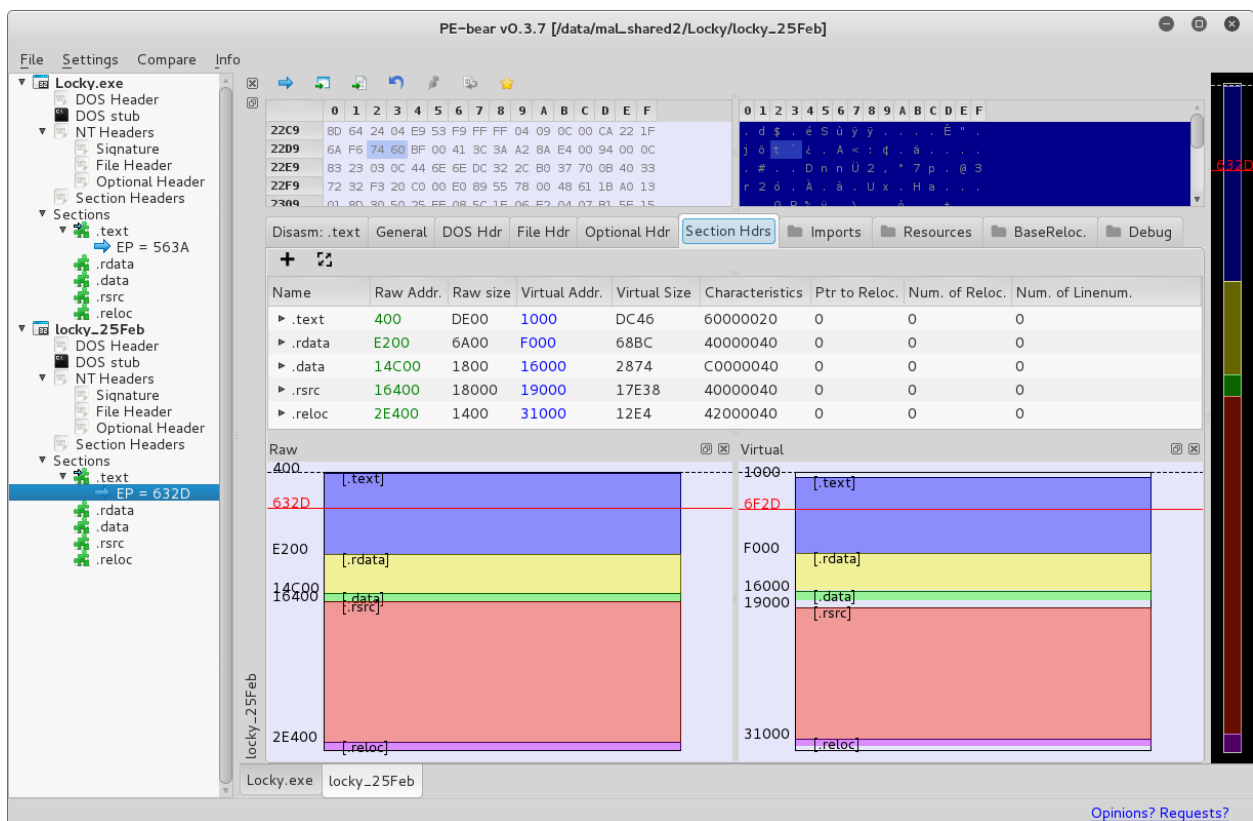 PE-bear v0.3.7 [/data/mal_shared2/Locky/locky_25Feb]
File Settings Compare Info
Locky.exe
DOS Header
DOS stub
NT Headers
Signature
File Header
Optional Header
Section Headers
Sections
.text
EP = 563A
.rdata
.data
.rsrc
.reloc
locky_25Feb
DOS Header
DOS stub
NT Headers
Signature
File Header
Optional Header
Section Headers
Sections
.text
EP = 632D
.rdata
.data
.rsrc
.reloc
0 1 2 3 4 5 6 7 8 9 A B C D E F
22C9 8D 64 24 04 E9 53 F9 FF FF 04 09 0C 00 CA 22 1F
22D9 6A F6 74 60 BF 00 41 3C 3A A2 8A E4 00 94 00 0C
22E9 83 23 03 0C 44 6E 6E DC 32 2C B0 37 70 0B 40 33
22F9 72 32 F3 20 C0 00 E0 89 55 78 00 48 61 1B A0 13
2309
0 1 2 3 4 5 6 7 8 9 A B C D E F
. d $ . é S ù ÿ ÿ . . . . Ê " .
j ö t ` ¿ . A < : ¢ . ä . . . .
. # . . D n n Ü 2 , ° 7 p . @ 3
r 2 ó . À . à . U x . H a . . .
632D
Disasm: .text General DOS Hdr File Hdr Optional Hdr Section Hdrs Imports Resources BaseReloc. Debug
Name Raw Addr. Raw size Virtual Addr. Virtual Size Characteristics Ptr to Reloc. Num. of Reloc. Num. of Linenum.
.text 400 DE00 1000 DC46 60000020 0 0 0
.rdata E200 6A00 F000 68BC 40000040 0 0 0
.data 14C00 1800 16000 2874 C0000040 0 0 0
.rsrc 16400 18000 19000 17E38 40000040 0 0 0
.reloc 2E400 1400 31000 12E4 42000040 0 0 0
Raw
400
[.text]
632D
E200
[.rdata]
14C00
16400
[.data]
[.rsrc]
2E400
[.reloc]
Virtual
1000
[.text]
6F2D
F000
[.rdata]
16000
[.data]
19000
[.rsrc]
31000
[.reloc]
locky_25Feb
Locky.exe locky_25Feb
Opinions? Requests?